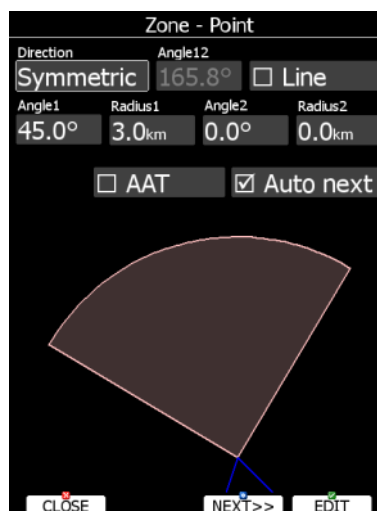 Zone - Point
Direction Angle12
Symmetric 165.8° Line
Angle1 Radius1 Angle2 Radius2
45.0° 3.0km 0.0° 0.0km
AAT Auto next
CLOSE NEXT>> EDIT